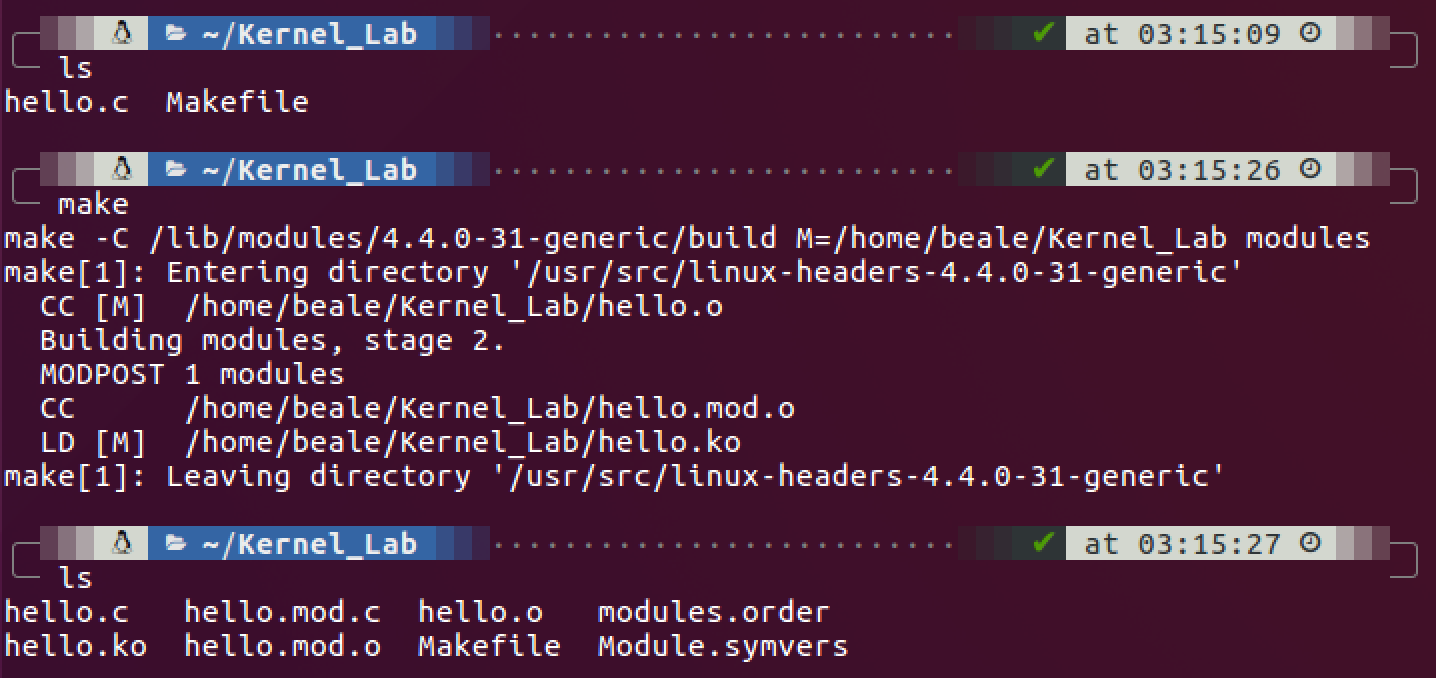 ~/Kernel_Lab ✔ at 03:15:09
ls
hello.c  Makefile
~/Kernel_Lab ✔ at 03:15:26
make
make -C /lib/modules/4.4.0-31-generic/build M=/home/beale/Kernel_Lab modules
make[1]: Entering directory '/usr/src/linux-headers-4.4.0-31-generic'
  CC [M]  /home/beale/Kernel_Lab/hello.o
  Building modules, stage 2.
  MODPOST 1 modules
  CC      /home/beale/Kernel_Lab/hello.mod.o
  LD [M]  /home/beale/Kernel_Lab/hello.ko
make[1]: Leaving directory '/usr/src/linux-headers-4.4.0-31-generic'
~/Kernel_Lab ✔ at 03:15:27
ls
hello.c   hello.mod.c  hello.o   modules.order
hello.ko  hello.mod.o  Makefile  Module.symvers